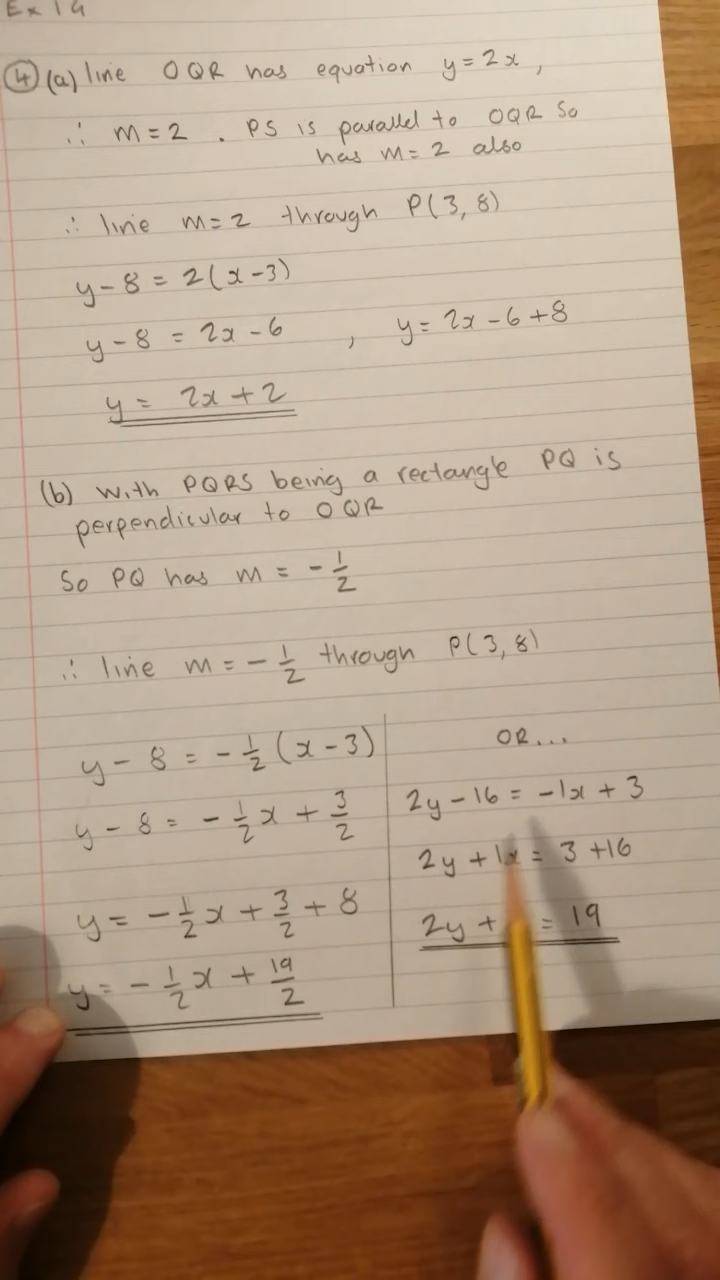 Ex 1G
④ (a) line OQR has equation y = 2x ,
∴ m = 2 . PS is parallel to OQR so
has m = 2 also
∴ line m = 2 through P(3, 8)
y - 8 = 2(x - 3)
y - 8 = 2x - 6 , y = 2x - 6 + 8
y = 2x + 2
(b) with PQRS being a rectangle PQ is
perpendicular to OQR
So PQ has m = -1/2
∴ line m = -1/2 through P(3, 8)
y - 8 = -1/2 (x - 3)
y - 8 = -1/2 x + 3/2
y = -1/2 x + 3/2 + 8
y = -1/2 x + 19/2
OR...
2y - 16 = -1x + 3
2y + 1x = 3 + 16
2y + = 19